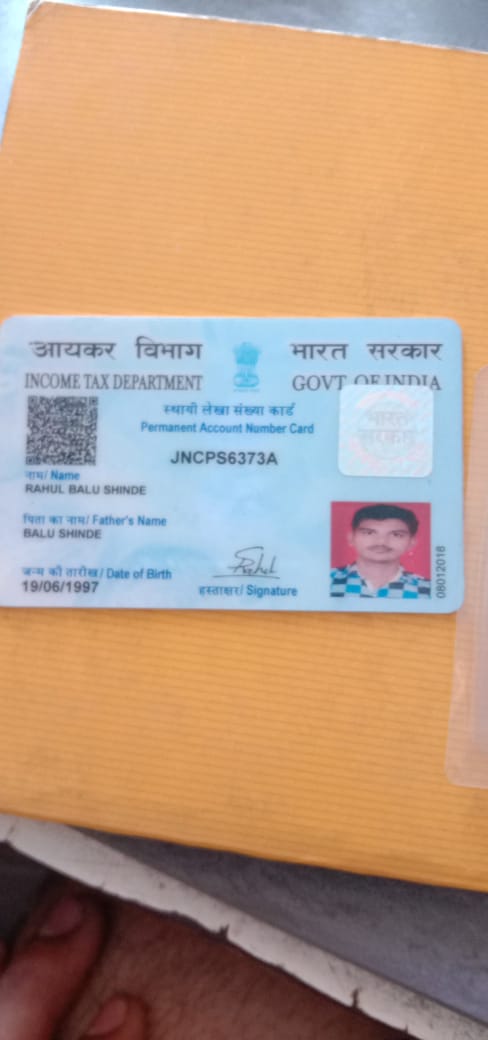 आयकर विभाग
INCOME TAX DEPARTMENT
भारत सरकार
GOVT. OF INDIA
स्थायी लेखा संख्या कार्ड
Permanent Account Number Card
JNCPS6373A
भारत
सरकार
नाम/ Name
RAHUL BALU SHINDE
पिता का नाम/ Father's Name
BALU SHINDE
जन्म की तारीख/ Date of Birth
19/06/1997
Rahul
हस्ताक्षर/ Signature
08012018